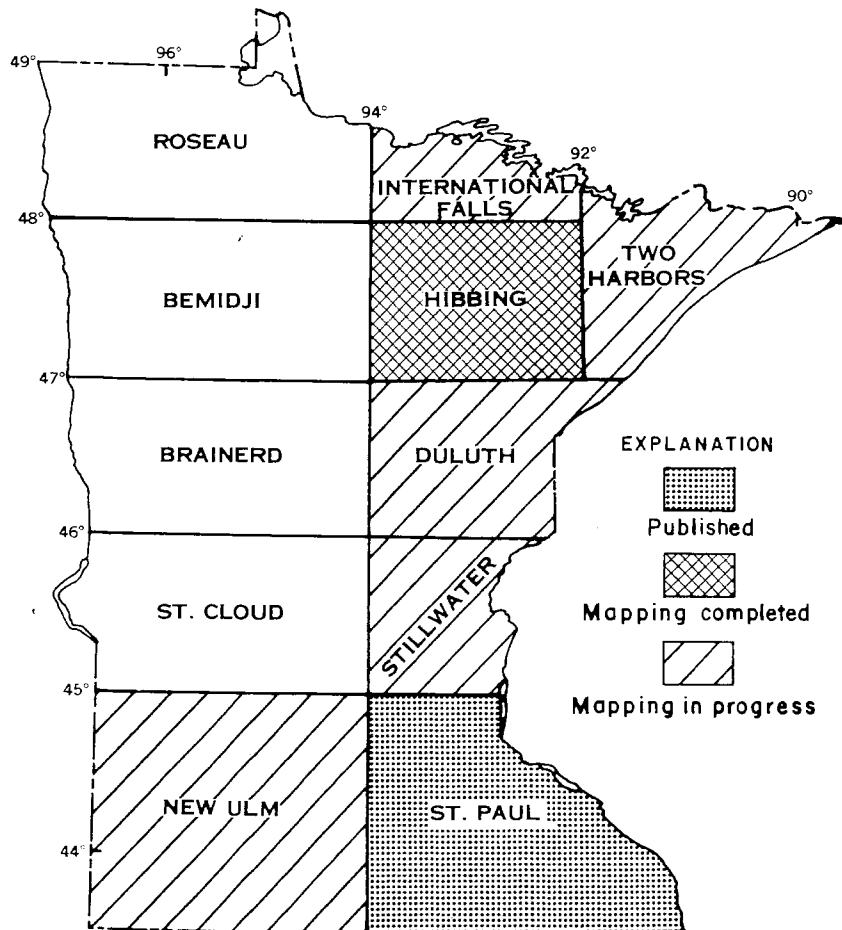 49°
96°
94°
92°
90°
ROSEAU
INTERNATIONAL
FALLS
48°
TWO
HARBORS
BEMIDJI
HIBBING
47°
BRAINERD
DULUTH
EXPLANATION
Published
46°
ST. CLOUD
STILLWATER
Mapping completed
45°
Mapping in progress
NEW ULM
ST. PAUL
44°